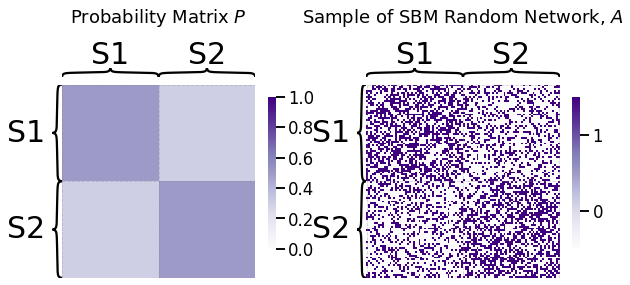 Probability Matrix P
S1 S2
S1
S2
1.0
0.8
0.6
0.4
0.2
0.0
Sample of SBM Random Network, A
S1 S2
S1
S2
1
0